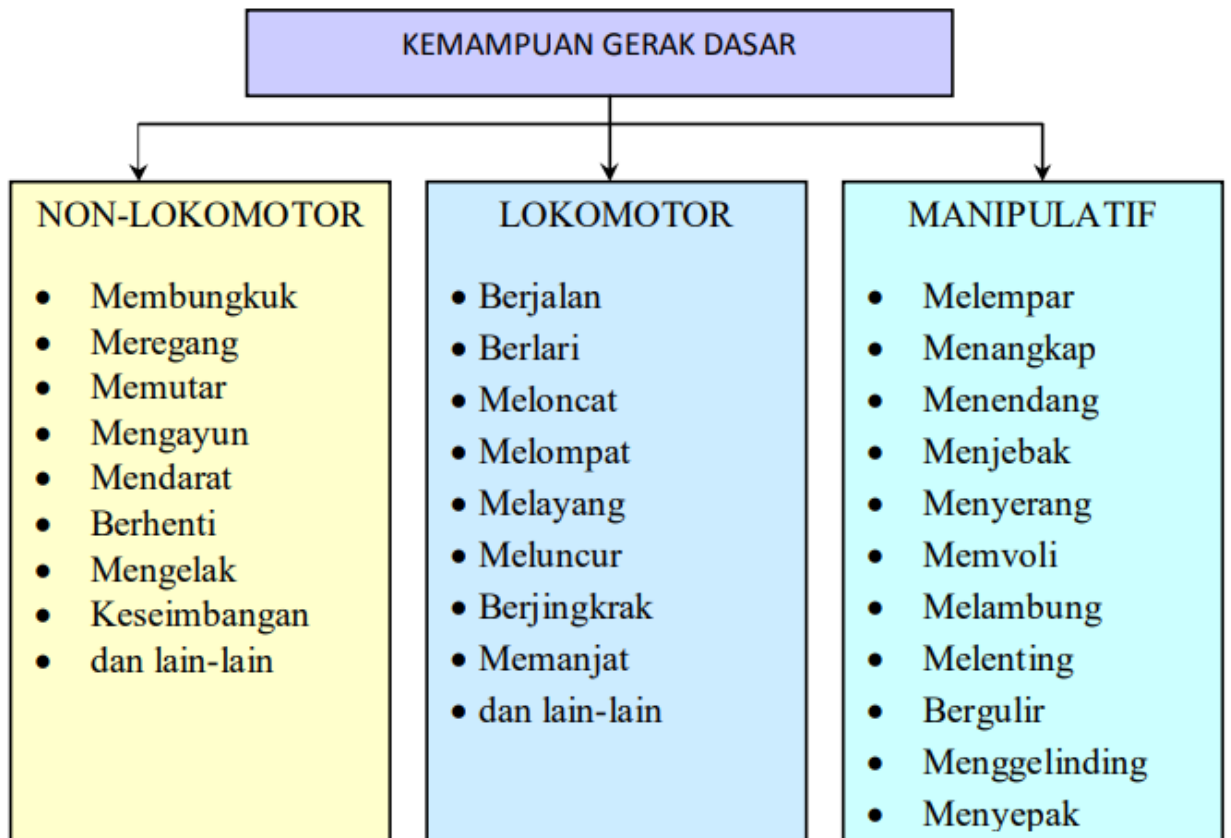 KEMAMPUAN GERAK DASAR
NON-LOKOMOTOR
• Membungkuk
• Meregang
• Memutar
• Mengayun
• Mendarat
• Berhenti
• Mengelak
• Keseimbangan
• dan lain-lain
LOKOMOTOR
• Berjalan
• Berlari
• Meloncat
• Melompat
• Melayang
• Meluncur
• Berjingkrak
• Memanjat
• dan lain-lain
MANIPULATIF
• Melempar
• Menangkap
• Menendang
• Menjebak
• Menyerang
• Memvoli
• Melambung
• Melenting
• Bergulir
• Menggelinding
• Menyepak